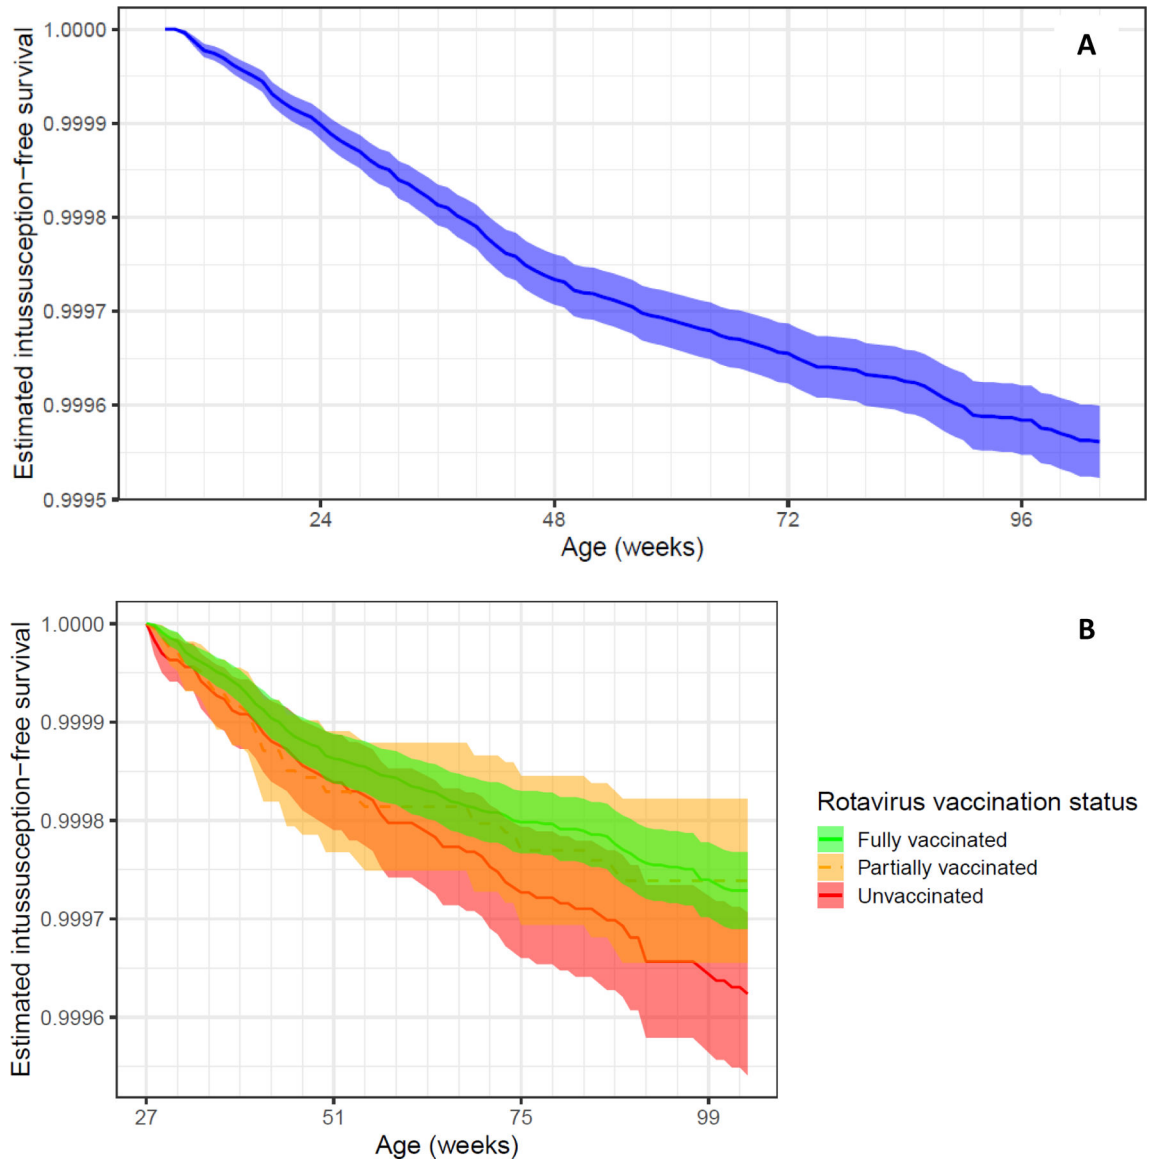 A
Estimated intussusception-free survival
1.0000
0.9999
0.9998
0.9997
0.9996
0.9995
24
48
72
96
Age (weeks)
B
Estimated intussusception-free survival
1.0000
0.9999
0.9998
0.9997
0.9996
27
51
75
99
Age (weeks)
Rotavirus vaccination status
Fully vaccinated
Partially vaccinated
Unvaccinated